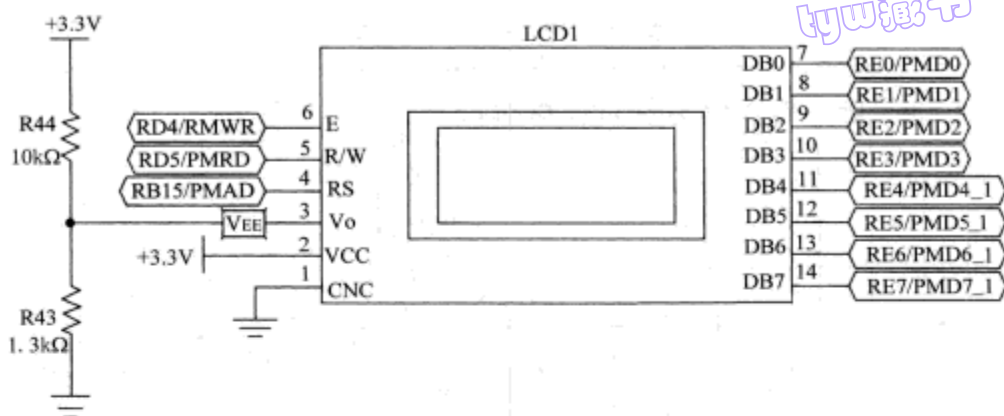 +3.3V
LCD1
R44
10kΩ
RD4/RMWR
6
E
RD5/PMRD
5
R/W
RB15/PMAD
4
RS
VEE
3
Vo
+3.3V
2
VCC
1
CNC
R43
1.3kΩ
DB0
7
RE0/PMD0
DB1
8
RE1/PMD1
DB2
9
RE2/PMD2
DB3
10
RE3/PMD3
DB4
11
RE4/PMD4_1
DB5
12
RE5/PMD5_1
DB6
13
RE6/PMD6_1
DB7
14
RE7/PMD7_1